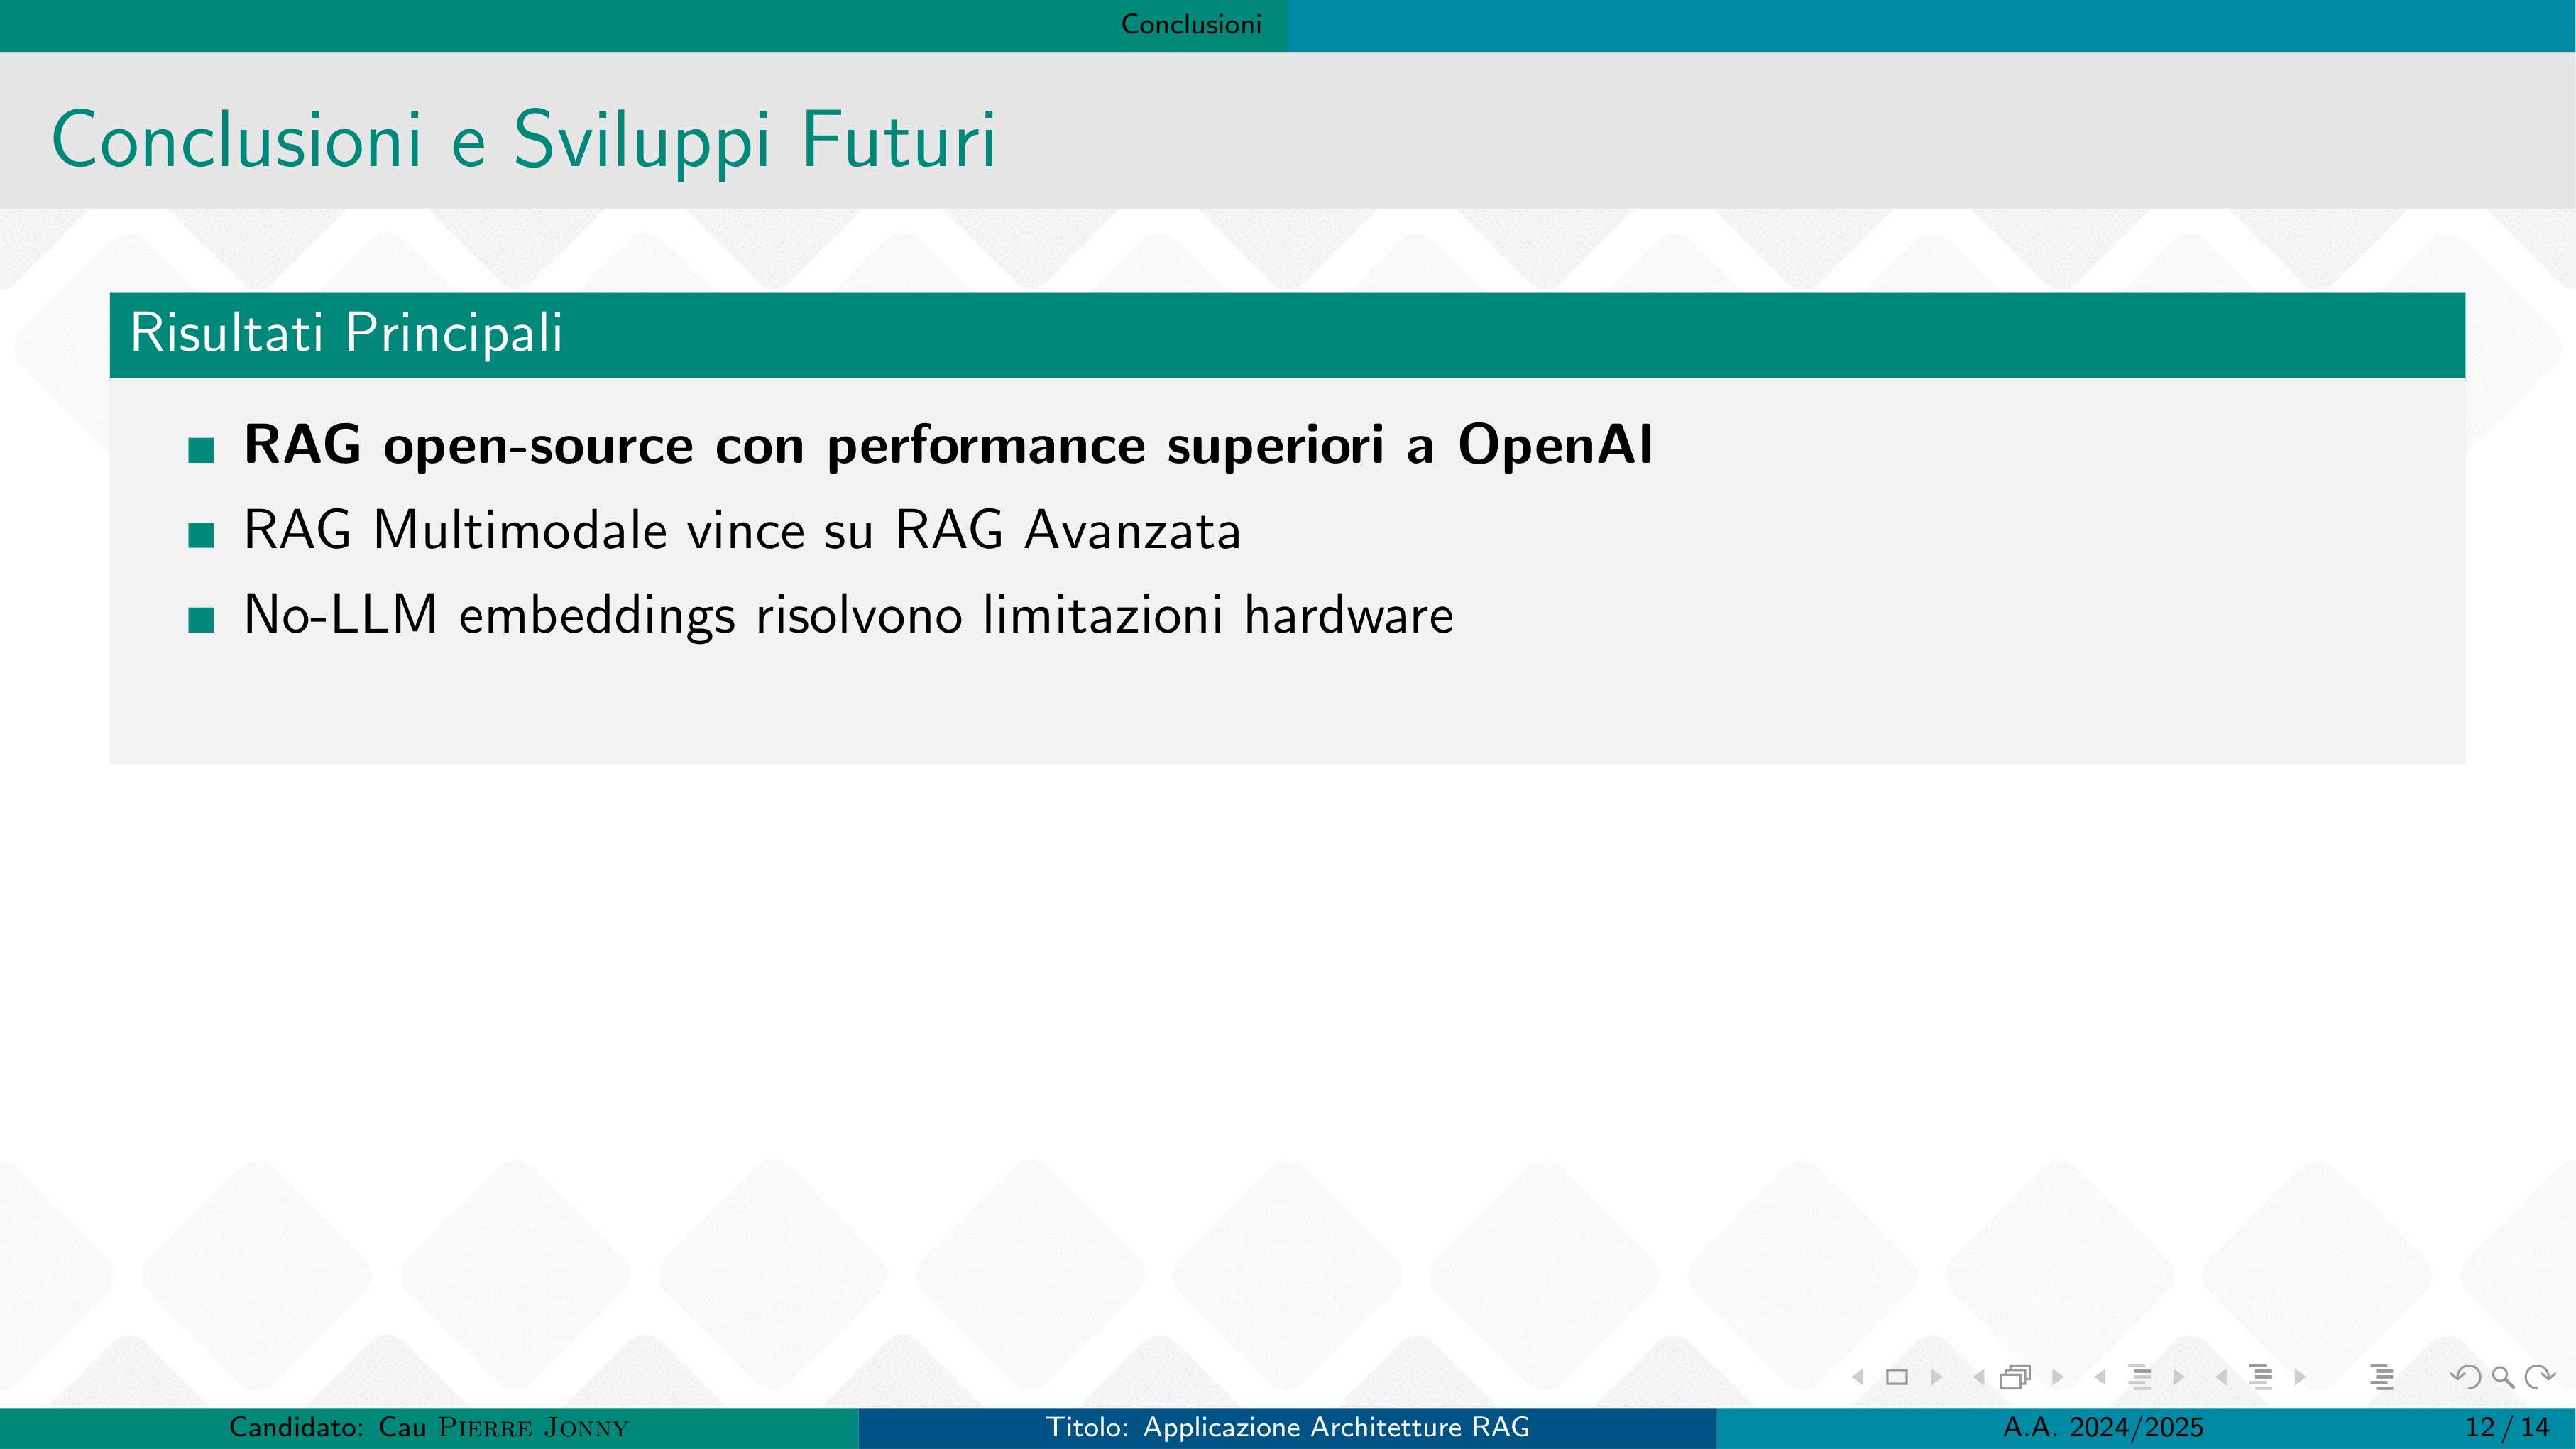 Conclusioni
Conclusioni e Sviluppi Futuri
Risultati Principali
RAG open-source con performance superiori a OpenAI
RAG Multimodale vince su RAG Avanzata
No-LLM embeddings risolvono limitazioni hardware
Candidato: Cau Pierre Jonny
Titolo: Applicazione Architetture RAG
A.A. 2024/2025
12 / 14